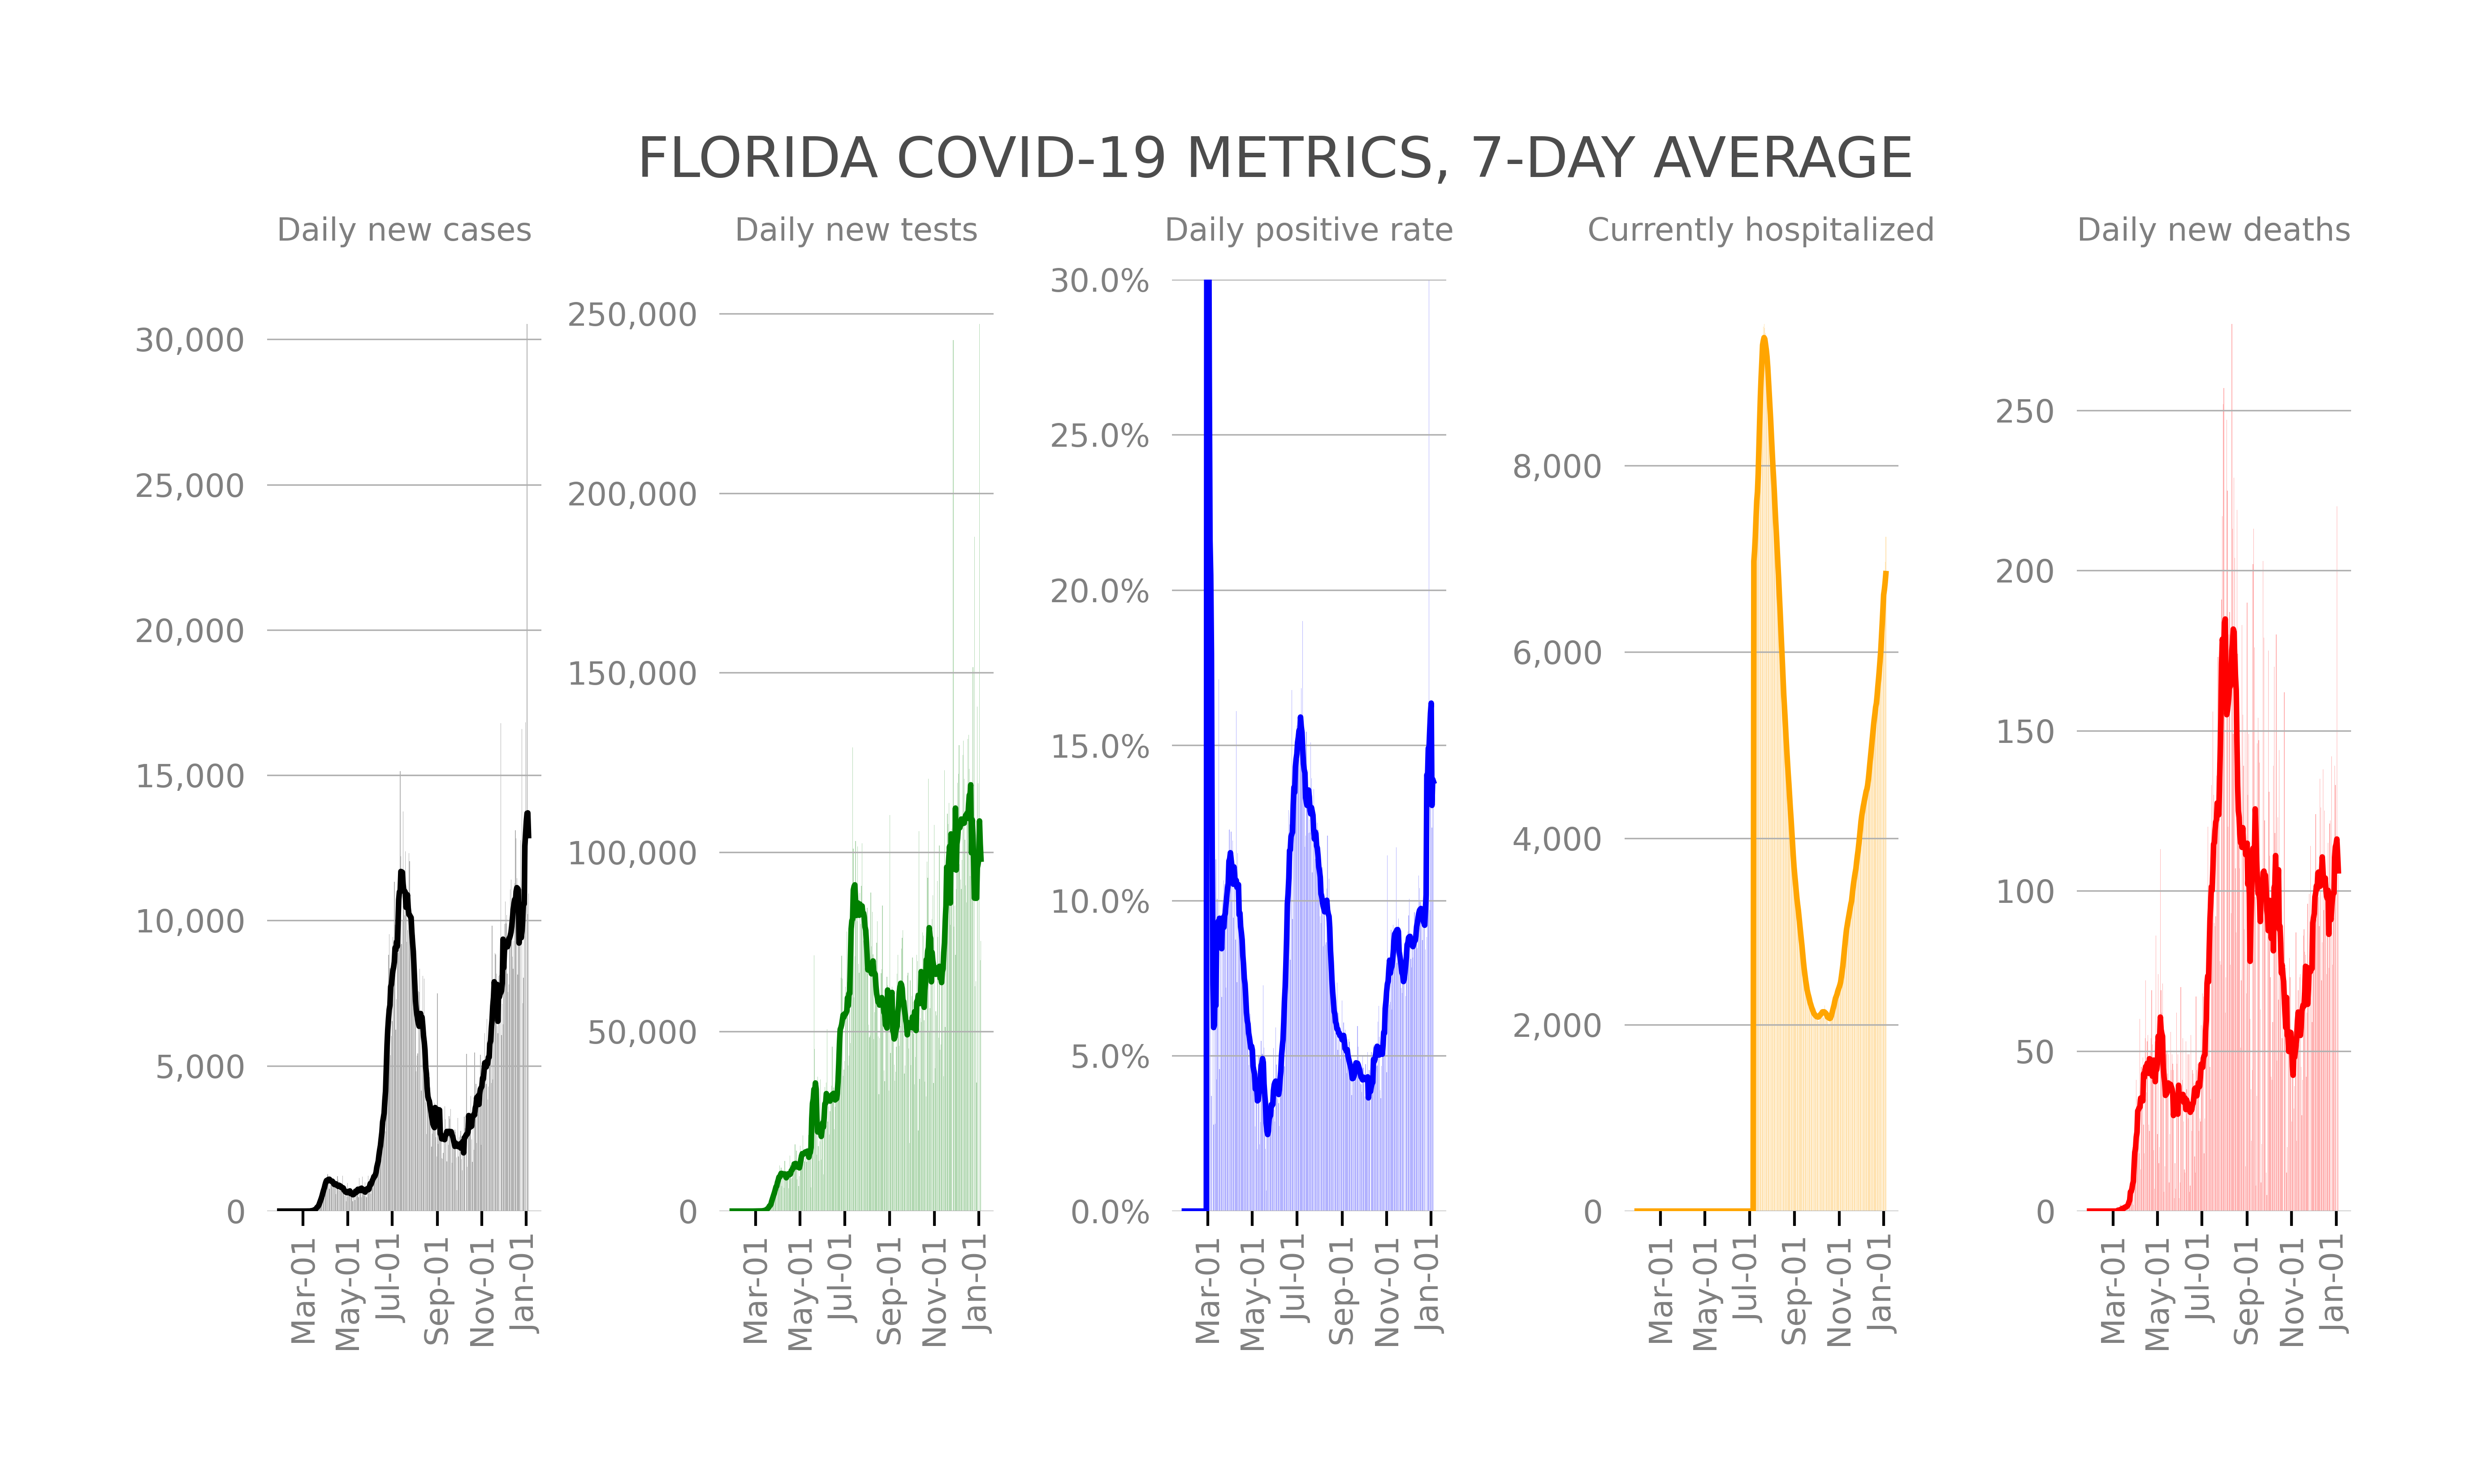 FLORIDA COVID-19 METRICS, 7-DAY AVERAGE
Daily new cases
30,000
25,000
20,000
15,000
10,000
5,000
0
Mar-01
May-01
Jul-01
Sep-01
Nov-01
Jan-01
Daily new tests
250,000
200,000
150,000
100,000
50,000
0
Mar-01
May-01
Jul-01
Sep-01
Nov-01
Jan-01
Daily positive rate
30.0%
25.0%
20.0%
15.0%
10.0%
5.0%
0.0%
Mar-01
May-01
Jul-01
Sep-01
Nov-01
Jan-01
Currently hospitalized
8,000
6,000
4,000
2,000
0
Mar-01
May-01
Jul-01
Sep-01
Nov-01
Jan-01
Daily new deaths
250
200
150
100
50
0
Mar-01
May-01
Jul-01
Sep-01
Nov-01
Jan-01